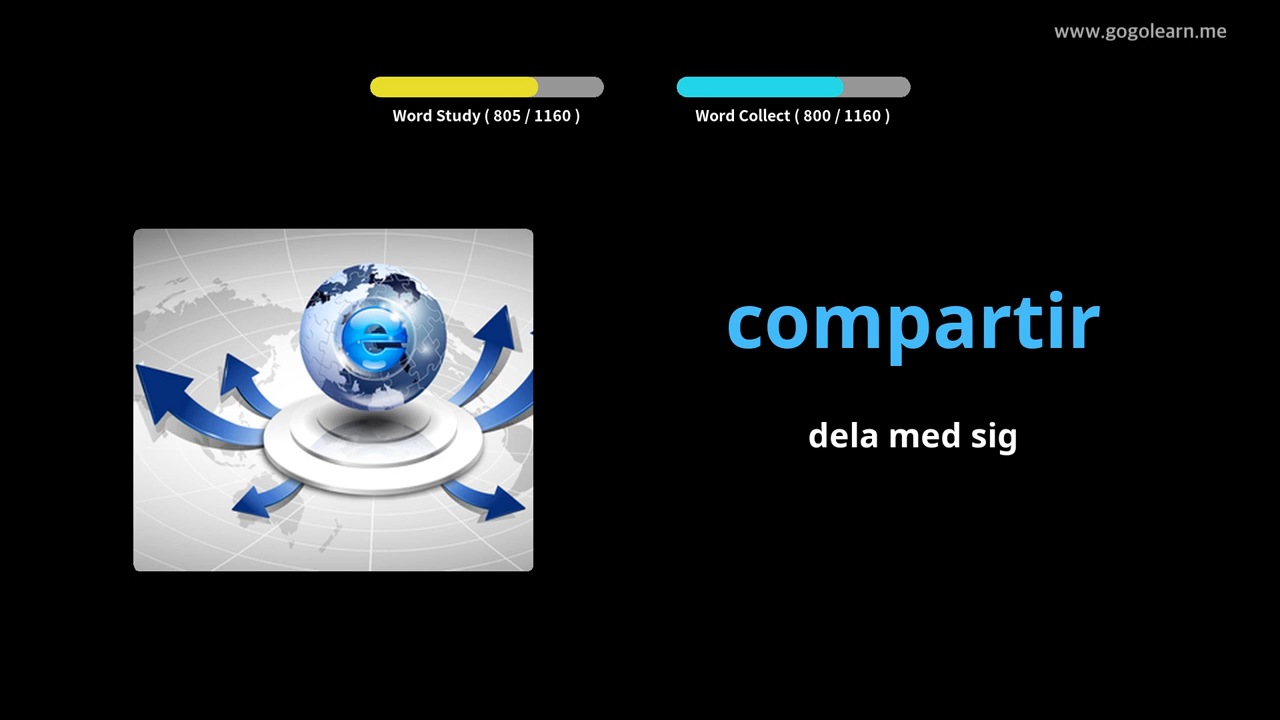 www.gogolearn.me
Word Study ( 805 / 1160 )
Word Collect ( 800 / 1160 )
e
compartir
dela med sig